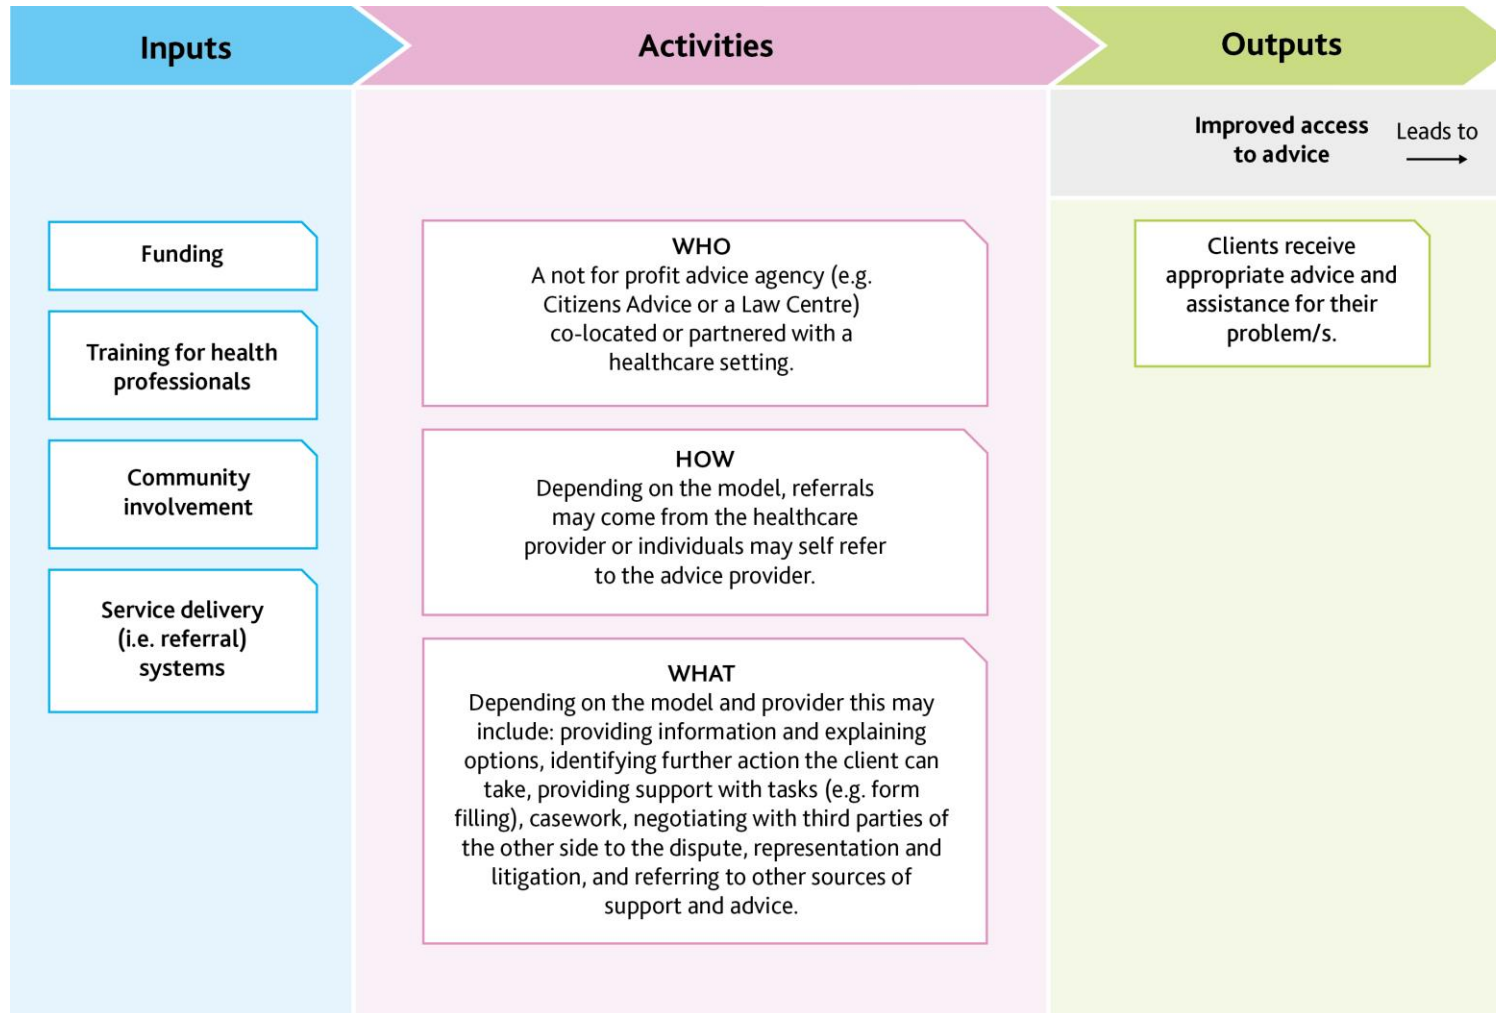 Inputs
Activities
Outputs
Improved access
to advice
Leads to
Funding
Training for health
professionals
Community
involvement
Service delivery
(i.e. referral)
systems
WHO
A not for profit advice agency (e.g.
Citizens Advice or a Law Centre)
co-located or partnered with a
healthcare setting.
HOW
Depending on the model, referrals
may come from the healthcare
provider or individuals may self refer
to the advice provider.
WHAT
Depending on the model and provider this may
include: providing information and explaining
options, identifying further action the client can
take, providing support with tasks (e.g. form
filling), casework, negotiating with third parties of
the other side to the dispute, representation and
litigation, and referring to other sources of
support and advice.
Clients receive
appropriate advice and
assistance for their
problem/s.